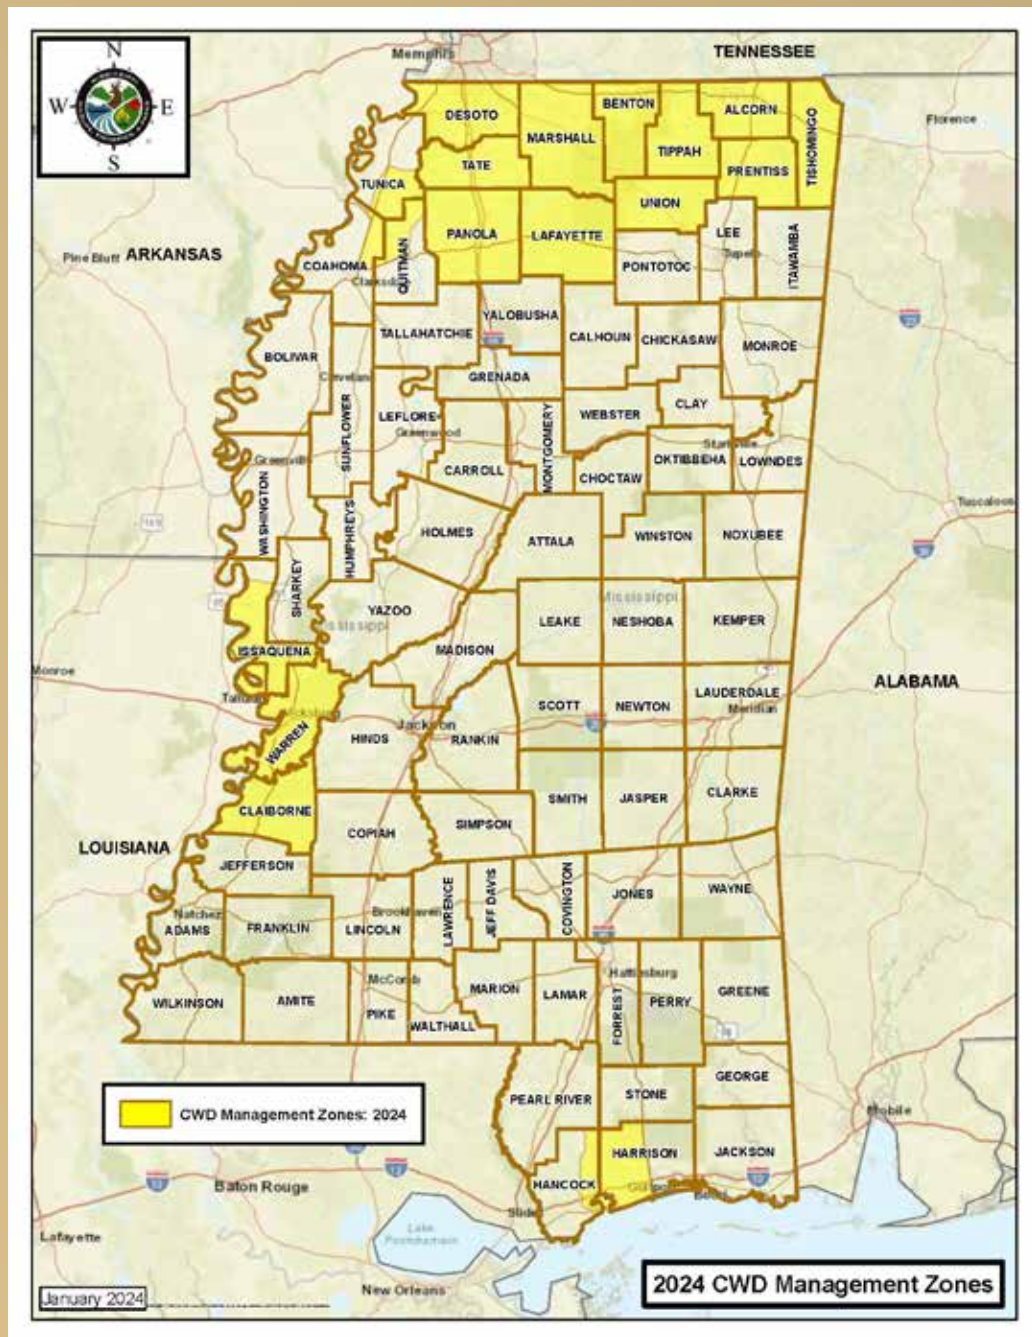 N
W E
S
Memphis
TENNESSEE
DESOTO
MARSHALL
BENTON
ALCORN
TIPPAH
TISHOMINGO
Florence
TATE
PRENTISS
TUNICA
UNION
PANOLA
LAFAYETTE
LEE
ITAWAMBA
Pine Bluff
ARKANSAS
COAHOMA
QUITMAN
PONTOTOC
TALLAHATCHIE
YALOBUSHA
CALHOUN
CHICKASAW
MONROE
BOLIVAR
GRENADA
SUNFLOWER
LEFLORE
Greenwood
MONTGOMERY
WEBSTER
CLAY
CARROLL
CHOCTAW
OKTIBBEHA
LOWNDES
WASHINGTON
HUMPHREYS
HOLMES
ATTALA
WINSTON
NOXUBEE
SHARKEY
YAZOO
LEAKE
NESHOBA
KEMPER
Mississippi
ISSAQUENA
MADISON
Monroe
ALABAMA
SCOTT
NEWTON
LAUDERDALE
Meridian
WARREN
HINDS
Jackson
RANKIN
CLAIBORNE
SMITH
JASPER
CLARKE
COPIAH
SIMPSON
LOUISIANA
JEFFERSON
LAWRENCE
JEFF DAVIS
COVINGTON
JONES
WAYNE
Natchez
ADAMS
FRANKLIN
LINCOLN
Brookhaven
WILKINSON
AMITE
McComb
PIKE
WALTHALL
MARION
LAMAR
Hattiesburg
FORREST
PERRY
GREENE
CWD Management Zones: 2024
PEARL RIVER
STONE
GEORGE
Mobile
HANCOCK
HARRISON
JACKSON
Baton Rouge
Lafayette
New Orleans
January 2024
2024 CWD Management Zones